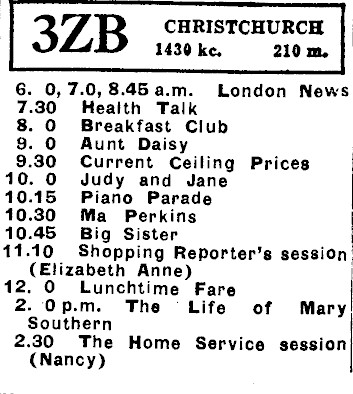 3ZB
CHRISTCHURCH
1430 kc. 210 m.
6. 0, 7.0, 8.45 a.m. London News
7.30 Health Talk
8. 0 Breakfast Club
9. 0 Aunt Daisy
9.30 Current Ceiling Prices
10. 0 Judy and Jane
10.15 Piano Parade
10.30 Ma Perkins
10.45 Big Sister
11.10 Shopping Reporter's session
(Elizabeth Anne)
12. 0 Lunchtime Fare
2. 0 p.m. The Life of Mary
Southern
2.30 The Home Service session
(Nancy)